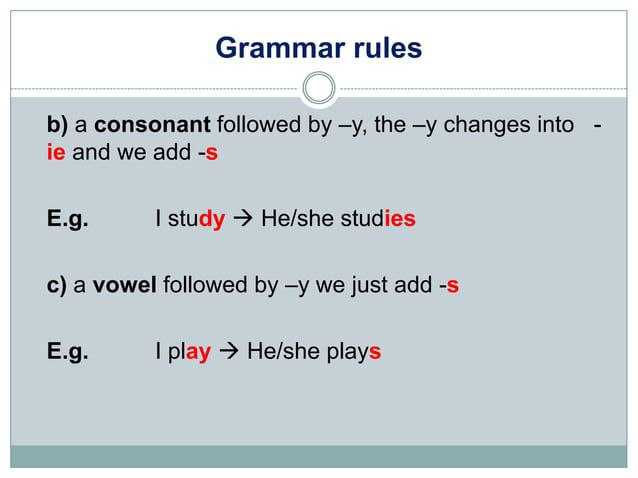 Grammar rules
b) a consonant followed by –y, the –y changes into -
ie and we add -s
E.g. I study → He/she studies
c) a vowel followed by –y we just add -s
E.g. I play → He/she plays